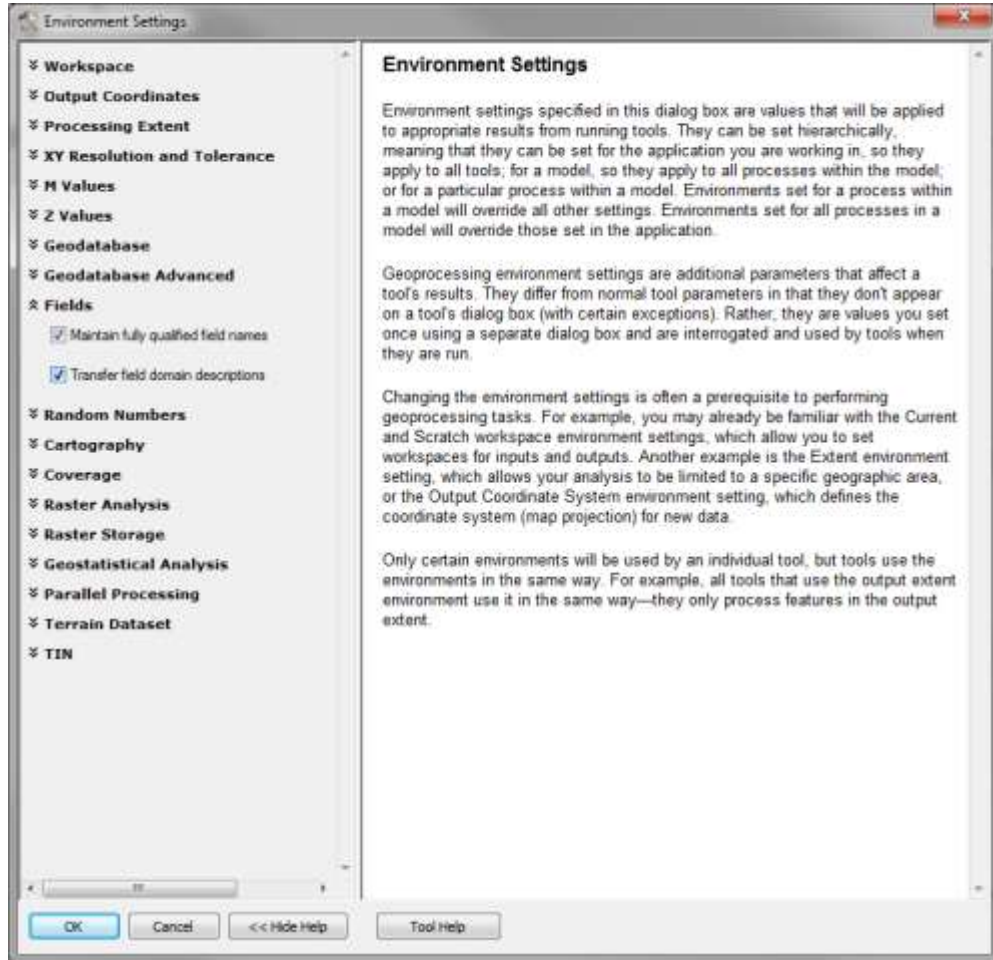 Environment Settings
Workspace
Output Coordinates
Processing Extent
XY Resolution and Tolerance
M Values
Z Values
Geodatabase
Geodatabase Advanced
Fields
Maintain fully qualified field names
Transfer field domain descriptions
Random Numbers
Cartography
Coverage
Raster Analysis
Raster Storage
Geostatistical Analysis
Parallel Processing
Terrain Dataset
TIN
Environment Settings
Environment settings specified in this dialog box are values that will be applied
to appropriate results from running tools. They can be set hierarchically,
meaning that they can be set for the application you are working in, so they
apply to all tools; for a model, so they apply to all processes within the model;
or for a particular process within a model. Environments set for a process within
a model will override all other settings. Environments set for all processes in a
model will override those set in the application.
Geoprocessing environment settings are additional parameters that affect a
tool's results. They differ from normal tool parameters in that they don't appear
on a tool's dialog box (with certain exceptions). Rather, they are values you set
once using a separate dialog box and are interrogated and used by tools when
they are run.
Changing the environment settings is often a prerequisite to performing
geoprocessing tasks. For example, you may already be familiar with the Current
and Scratch workspace environment settings, which allow you to set
workspaces for inputs and outputs. Another example is the Extent environment
setting, which allows your analysis to be limited to a specific geographic area,
or the Output Coordinate System environment setting, which defines the
coordinate system (map projection) for new data.
Only certain environments will be used by an individual tool, but tools use the
environments in the same way. For example, all tools that use the output extent
environment use it in the same way—they only process features in the output
extent.
OK
Cancel
<< Hide Help
Tool Help